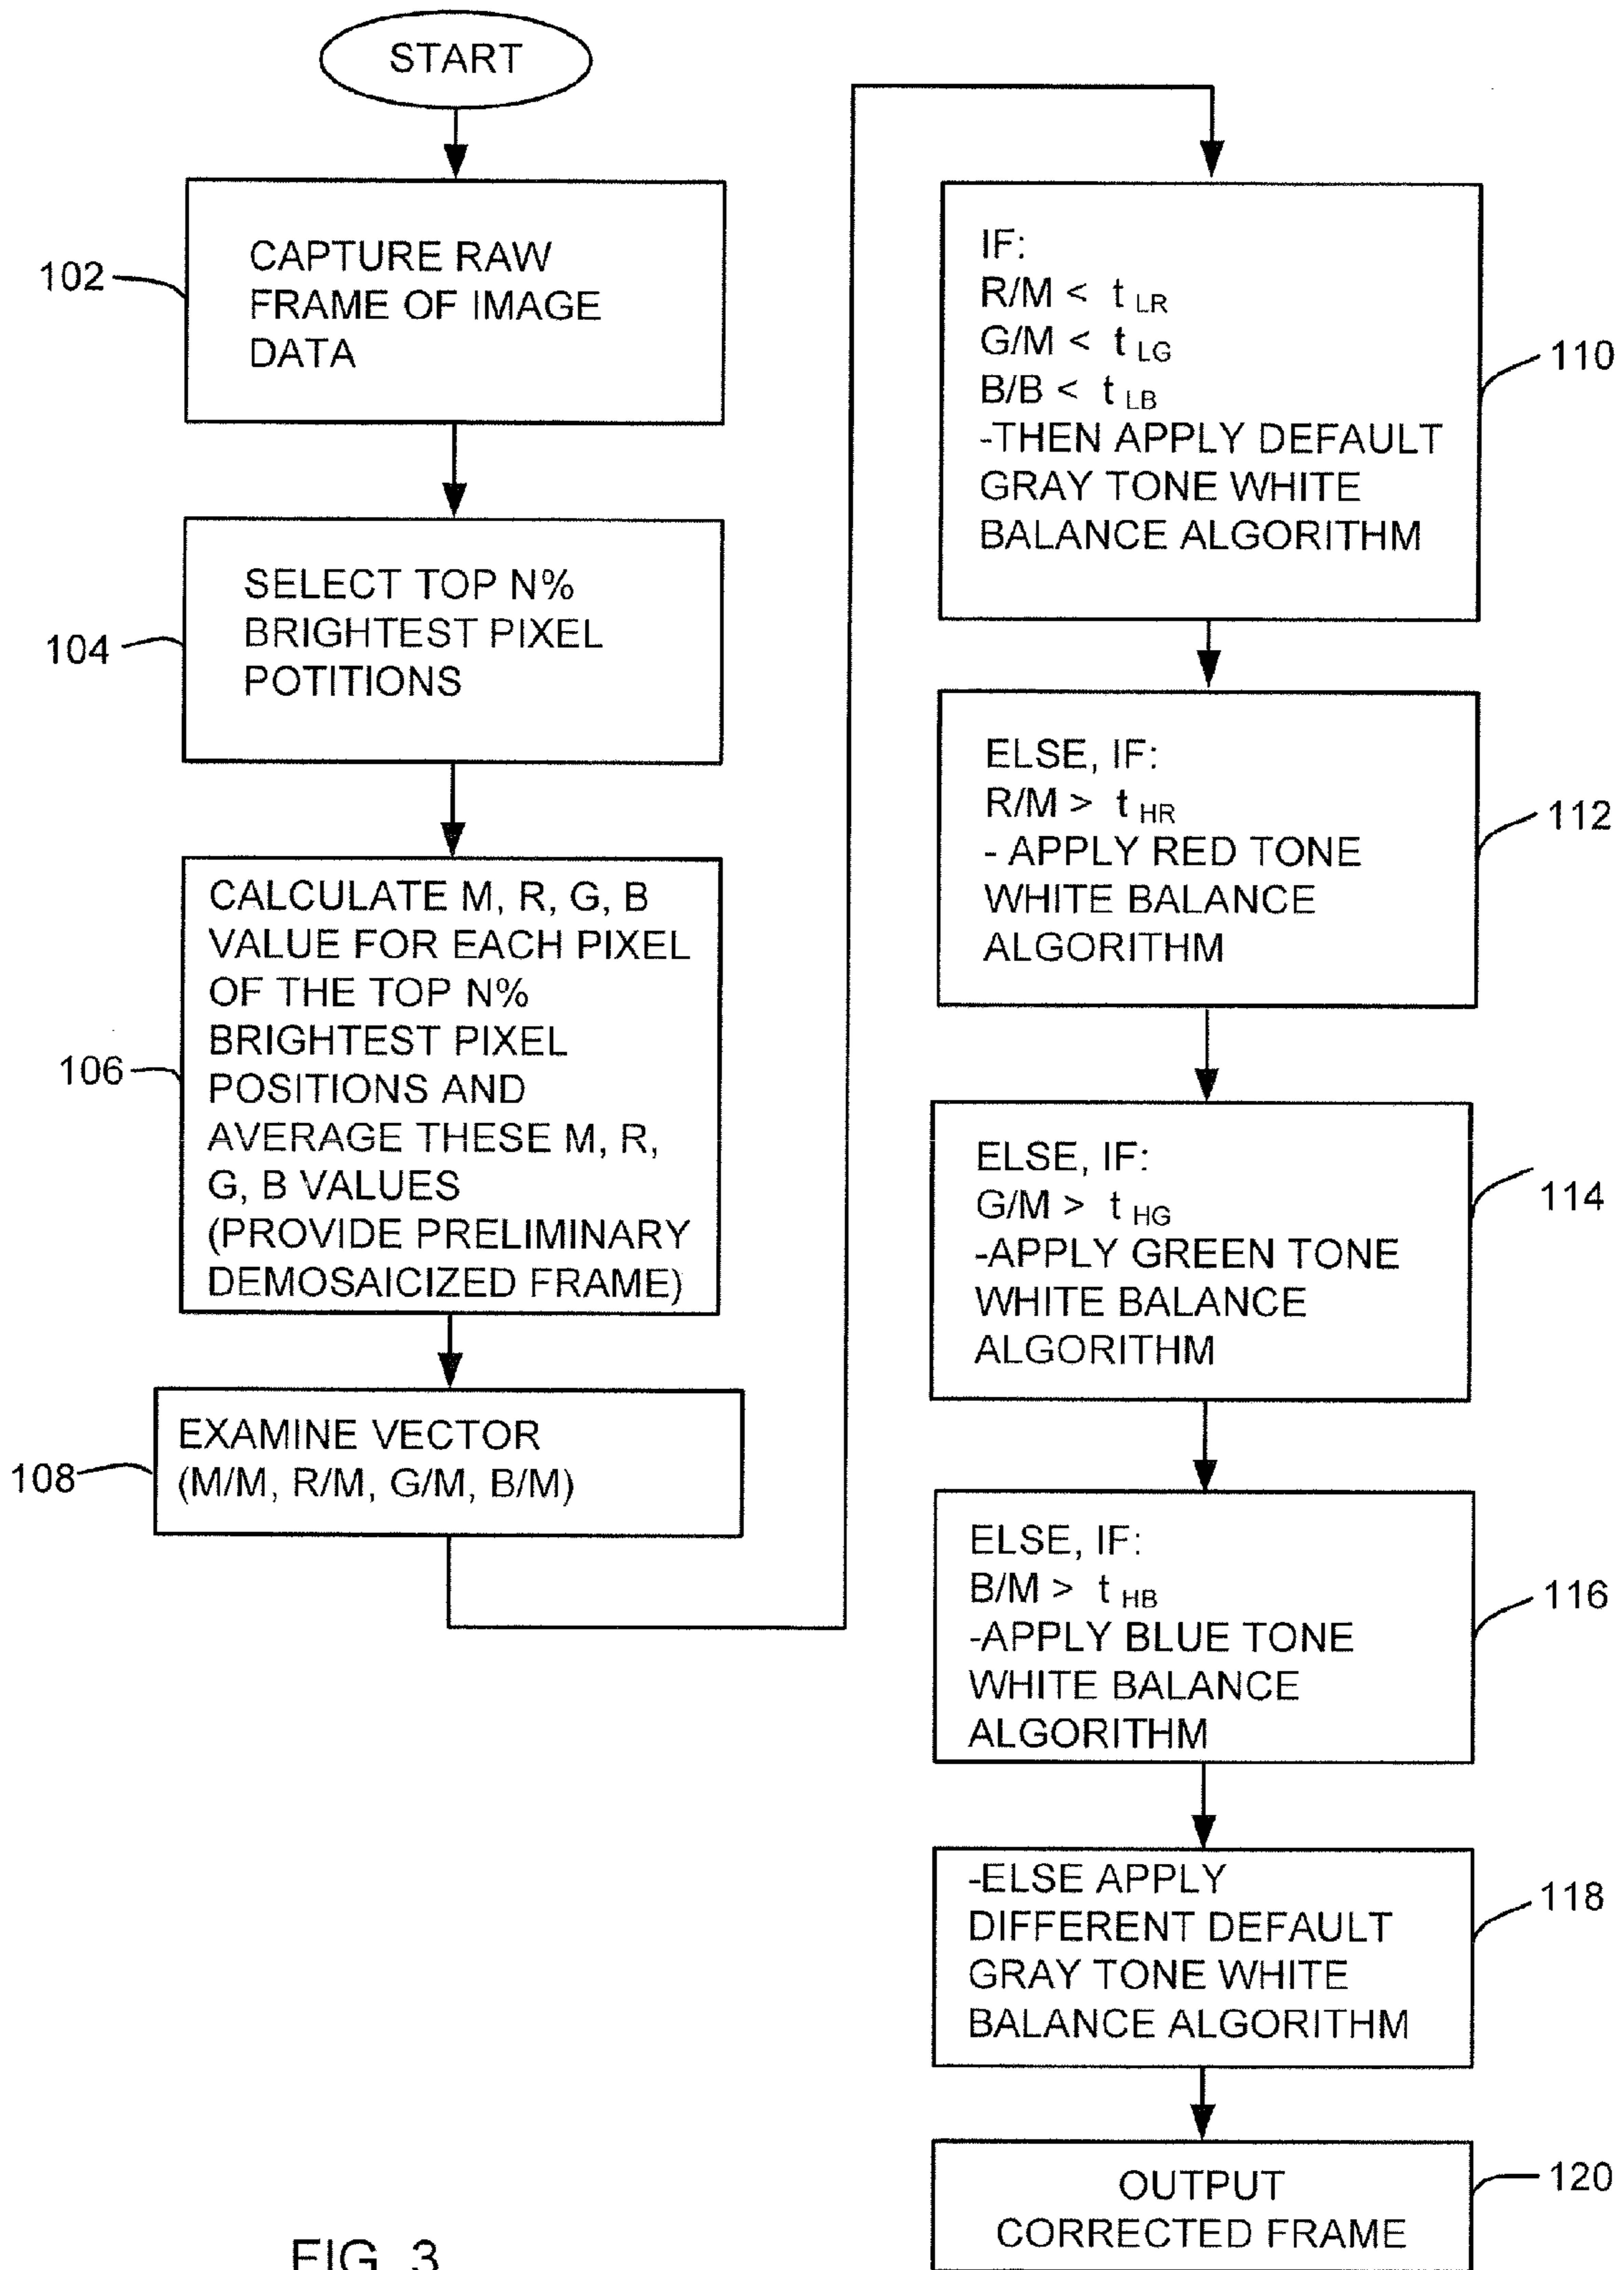 START
102
CAPTURE RAW
FRAME OF IMAGE
DATA
104
SELECT TOP N%
BRIGHTEST PIXEL
POTITIONS
106
CALCULATE M, R, G, B
VALUE FOR EACH PIXEL
OF THE TOP N%
BRIGHTEST PIXEL
POSITIONS AND
AVERAGE THESE M, R,
G, B VALUES
(PROVIDE PRELIMINARY
DEMOSAICIZED FRAME)
108
EXAMINE VECTOR
(M/M, R/M, G/M, B/M)
110
IF:
R/M < t LR
G/M < t LG
B/B < t LB
-THEN APPLY DEFAULT
GRAY TONE WHITE
BALANCE ALGORITHM
112
ELSE, IF:
R/M > t HR
- APPLY RED TONE
WHITE BALANCE
ALGORITHM
114
ELSE, IF:
G/M > t HG
-APPLY GREEN TONE
WHITE BALANCE
ALGORITHM
116
ELSE, IF:
B/M > t HB
-APPLY BLUE TONE
WHITE BALANCE
ALGORITHM
118
-ELSE APPLY
DIFFERENT DEFAULT
GRAY TONE WHITE
BALANCE ALGORITHM
120
OUTPUT
CORRECTED FRAME
FIG. 3